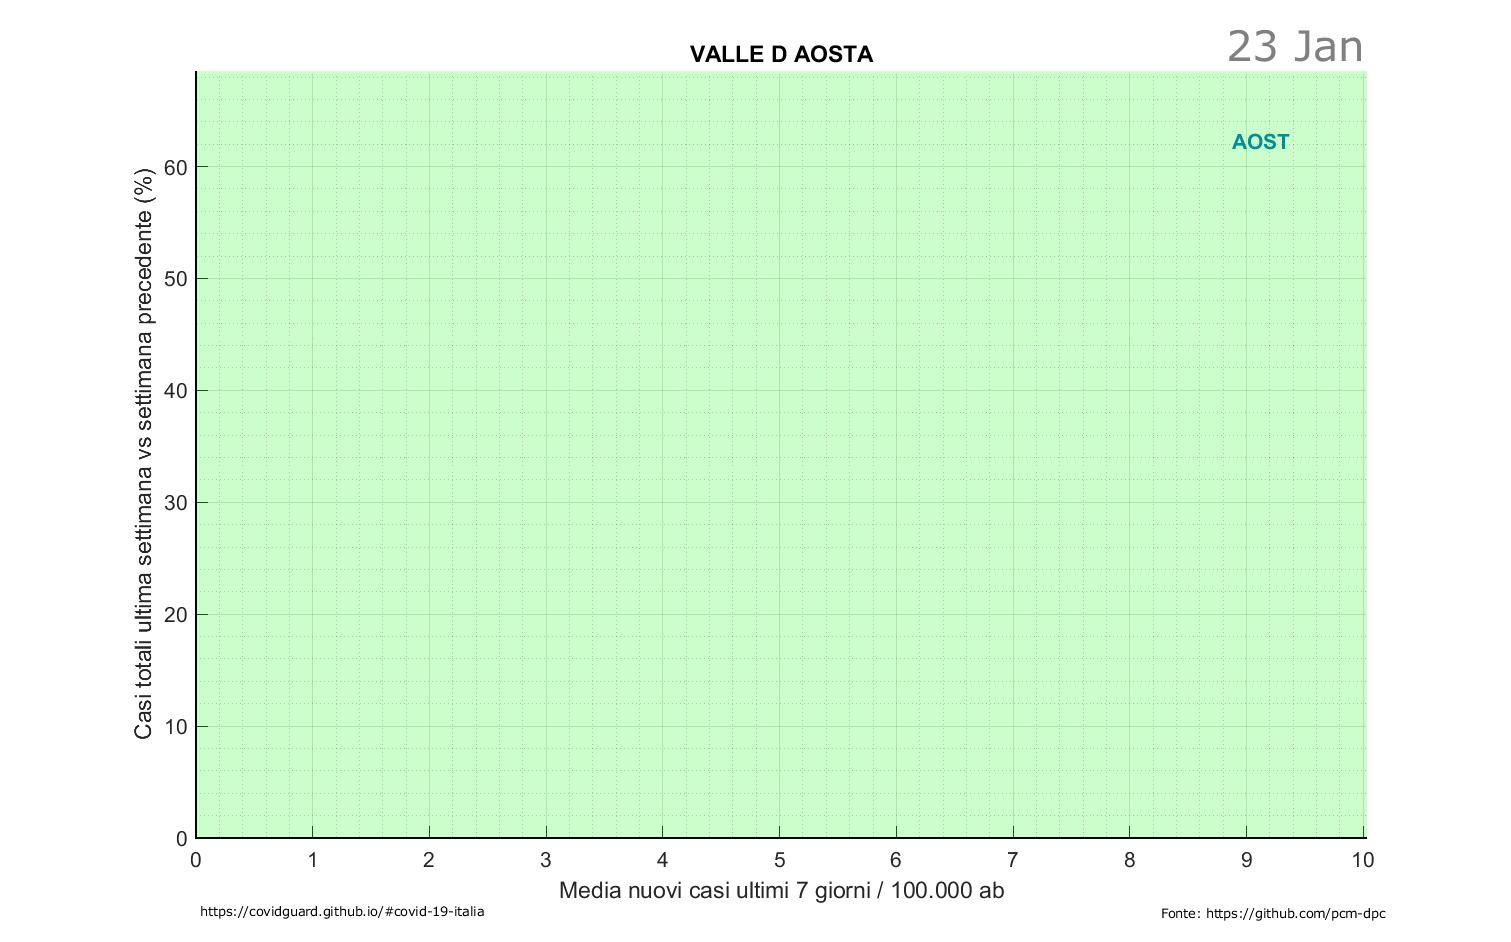 23 Jan
VALLE D AOSTA
AOST
60
50
40
30
20
10
0
Casi totali ultima settimana vs settimana precedente (%)
0 1 2 3 4 5 6 7 8 9 10
Media nuovi casi ultimi 7 giorni / 100.000 ab
https://covidguard.github.io/#covid-19-italia
Fonte: https://github.com/pcm-dpc